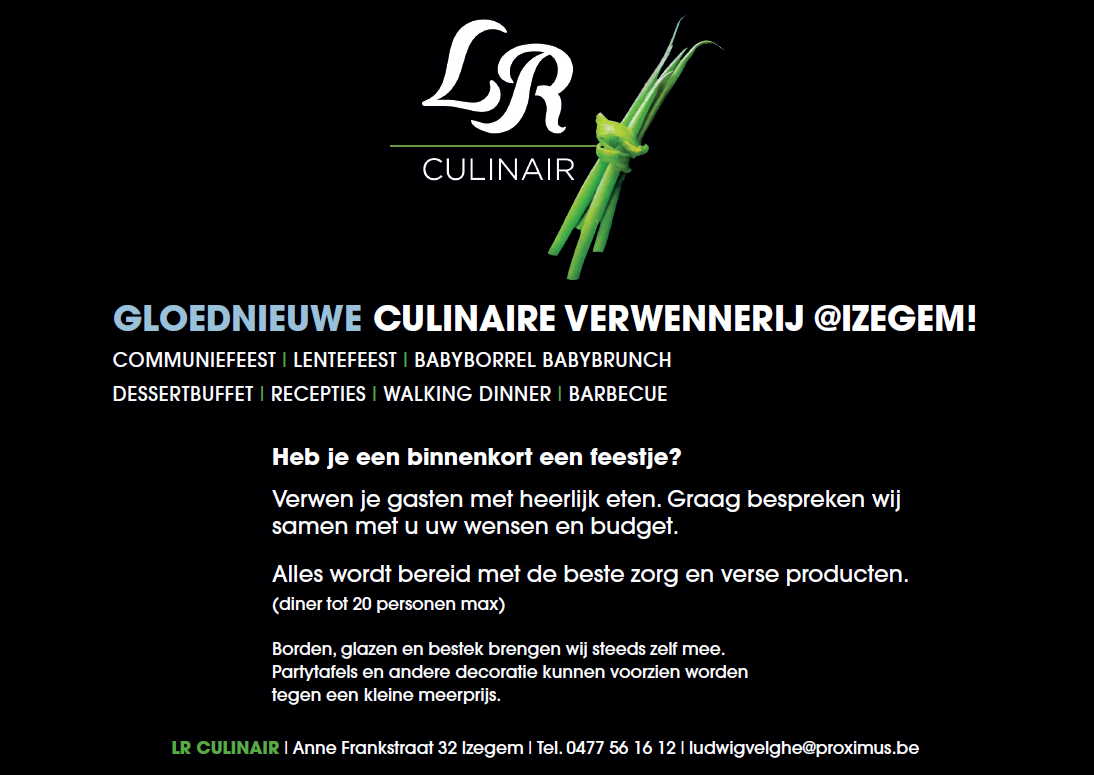 LR
CULINAIR
GLOEDNIEUWE CULINAIRE VERWENNERIJ @IZEGEM!
COMMUNIEFEEST | LENTEFEEST | BABYBORREL BABYBRUNCH
DESSERTBUFFET | RECEPTIES | WALKING DINNER | BARBECUE
Heb je een binnenkort een feestje?
Verwen je gasten met heerlijk eten. Graag bespreken wij
samen met u uw wensen en budget.
Alles wordt bereid met de beste zorg en verse producten.
(diner tot 20 personen max)
Borden, glazen en bestek brengen wij steeds zelf mee.
Partytafels en andere decoratie kunnen voorzien worden
tegen een kleine meerprijs.
LR CULINAIR | Anne Frankstraat 32 Izegem | Tel. 0477 56 16 12 | ludwigvelghe@proximus.be